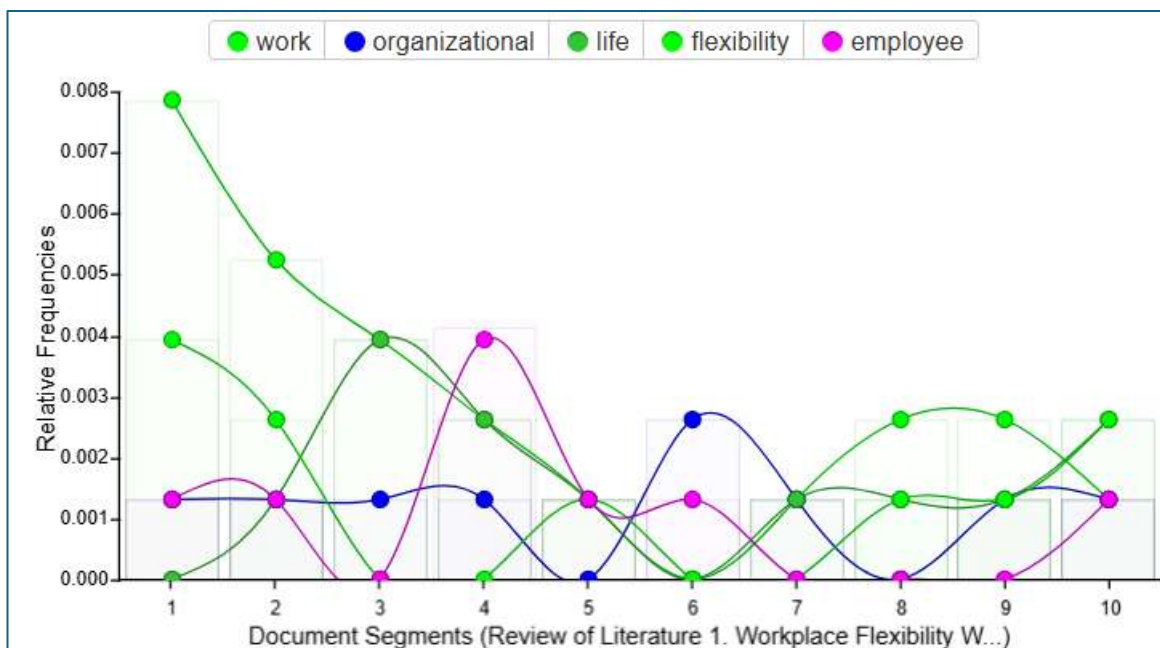 work organizational life flexibility employee
0.008
0.007
0.006
0.005
0.004
0.003
0.002
0.001
0.000
Relative Frequencies
1 2 3 4 5 6 7 8 9 10
Document Segments (Review of Literature 1. Workplace Flexibility W...)